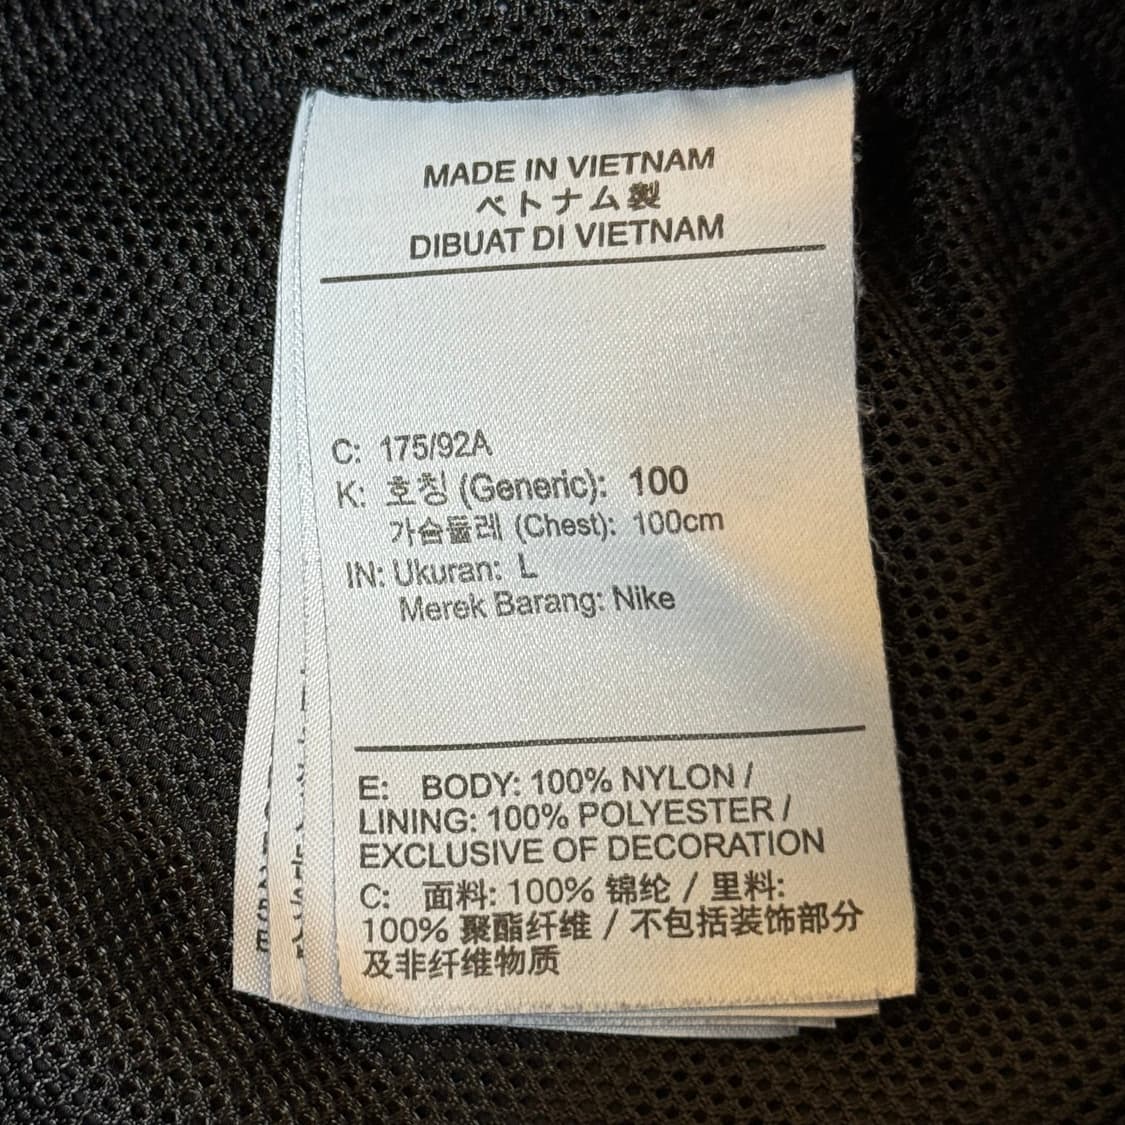 MADE IN VIETNAM
ベトナム製
DIBUAT DI VIETNAM
C: 175/92A
K: 호칭 (Generic): 100
가슴둘레 (Chest): 100cm
IN: Ukuran: L
Merek Barang: Nike
E: BODY: 100% NYLON /
LINING: 100% POLYESTER /
EXCLUSIVE OF DECORATION
C: 面料: 100% 锦纶 / 里料:
100% 聚酯纤维 / 不包括装饰部分
及非纤维物质